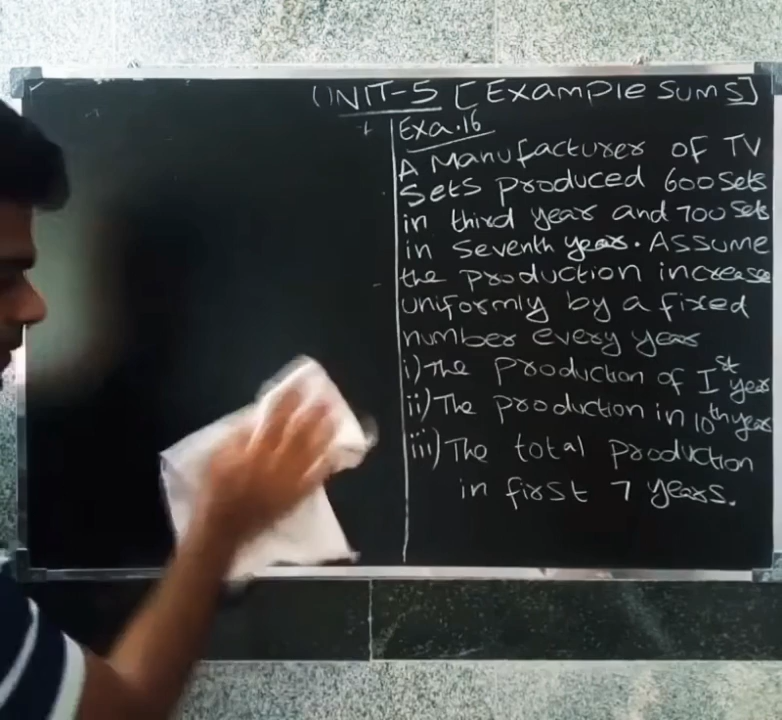 UNIT-5 [Example Sums]
Exa.16
A Manufacturer OF TV
Sets produced 600 Sets
in third year and 700 Sets
in Seventh year. Assume
the production increase
uniformly by a fixed
number every year
i) The production of Ist year
ii) The production in 10th year
iii) The total production
in first 7 years.